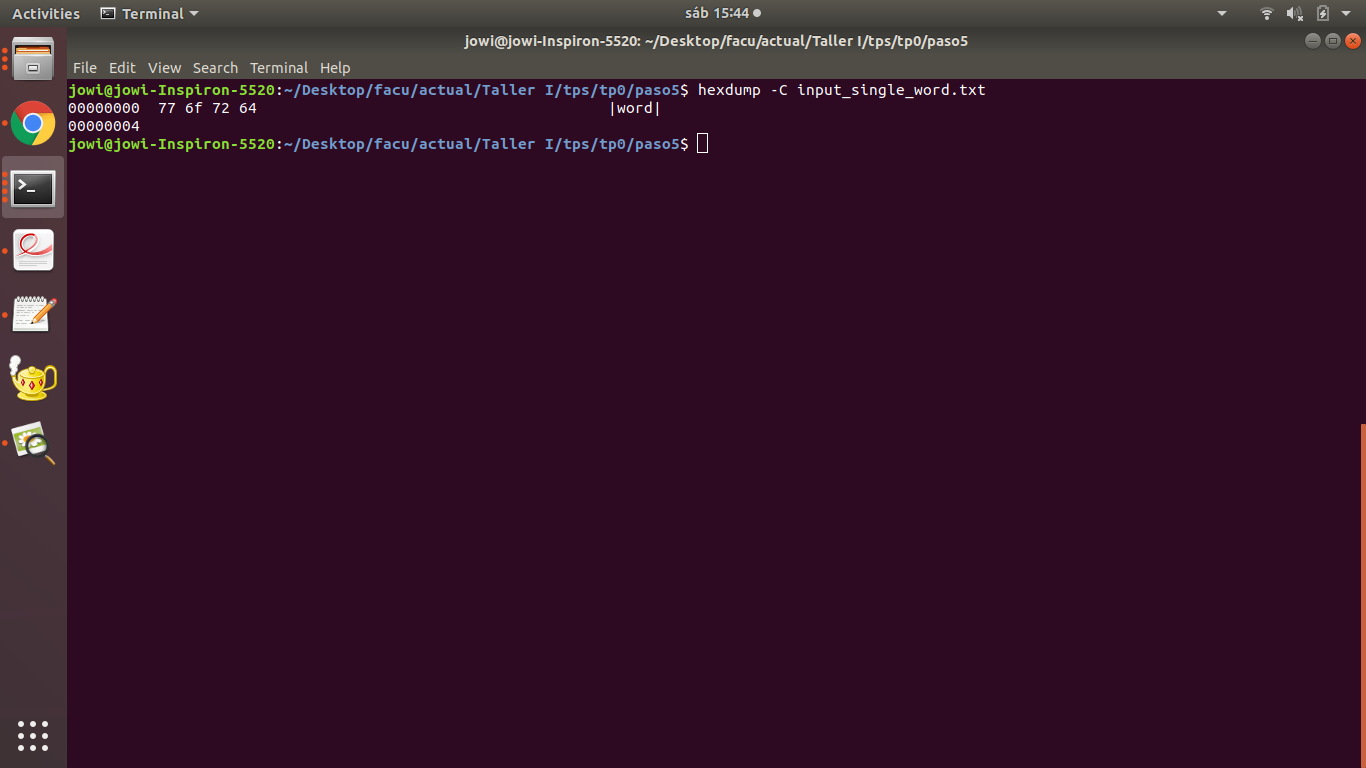 Activities Terminal sáb 15:44
jowi@jowi-Inspiron-5520: ~/Desktop/facu/actual/Taller I/tps/tp0/paso5
File Edit View Search Terminal Help
jowi@jowi-Inspiron-5520:~/Desktop/facu/actual/Taller I/tps/tp0/paso5$ hexdump -C input_single_word.txt
00000000  77 6f 72 64                                       |word|
00000004
jowi@jowi-Inspiron-5520:~/Desktop/facu/actual/Taller I/tps/tp0/paso5$